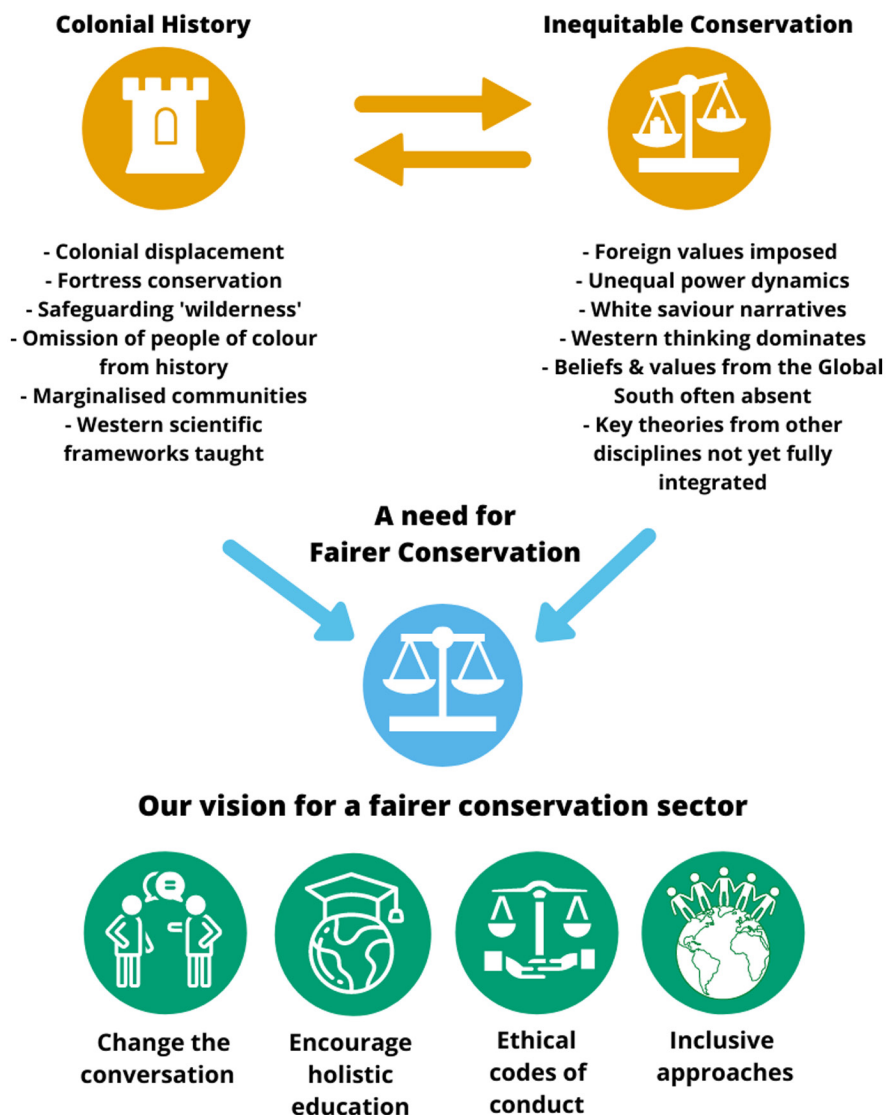 Colonial History
Inequitable Conservation
- Colonial displacement
- Fortress conservation
- Safeguarding 'wilderness'
- Omission of people of colour
from history
- Marginalised communities
- Western scientific
frameworks taught
- Foreign values imposed
- Unequal power dynamics
- White saviour narratives
- Western thinking dominates
- Beliefs & values from the Global
South often absent
- Key theories from other
disciplines not yet fully
integrated
A need for
Fairer Conservation
Our vision for a fairer conservation sector
Change the
conversation
Encourage
holistic
education
Ethical
codes of
conduct
Inclusive
approaches